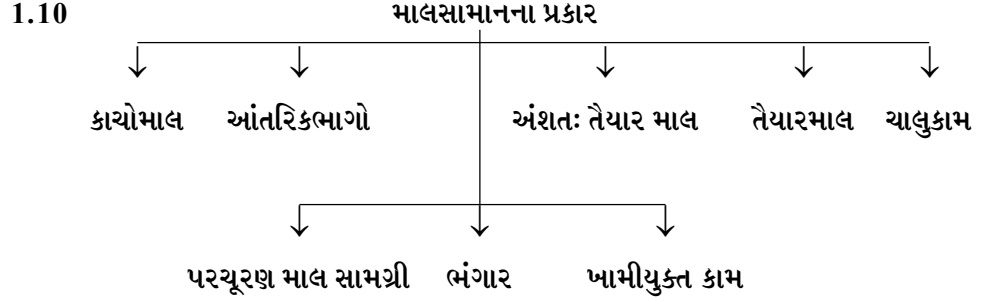 1.10 માલસામાનના પ્રકાર
કાચોમાલ આંતરિકભાગો અંશતઃ તૈયાર માલ તૈયારમાલ ચાલુકામ
પરચૂરણ માલ સામગ્રી ભંગાર ખામીયુક્ત કામ